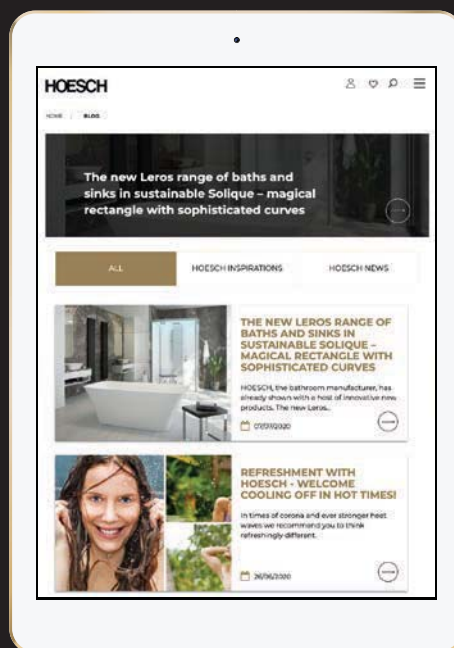 HOESCH
HOME / BLOG
The new Leros range of baths and
sinks in sustainable Solique – magical
rectangle with sophisticated curves
ALL
HOESCH INSPIRATIONS
HOESCH NEWS
THE NEW LEROS RANGE OF
BATHS AND SINKS IN
SUSTAINABLE SOLIQUE –
MAGICAL RECTANGLE WITH
SOPHISTICATED CURVES
HOESCH, the bathroom manufacturer, has
already shown with a host of innovative new
products. The new Leros..
07/07/2020
REFRESHMENT WITH
HOESCH - WELCOME
COOLING OFF IN HOT TIMES!
In times of corona and ever stronger heat
waves we recommend you to think
refreshingly different.
26/06/2020